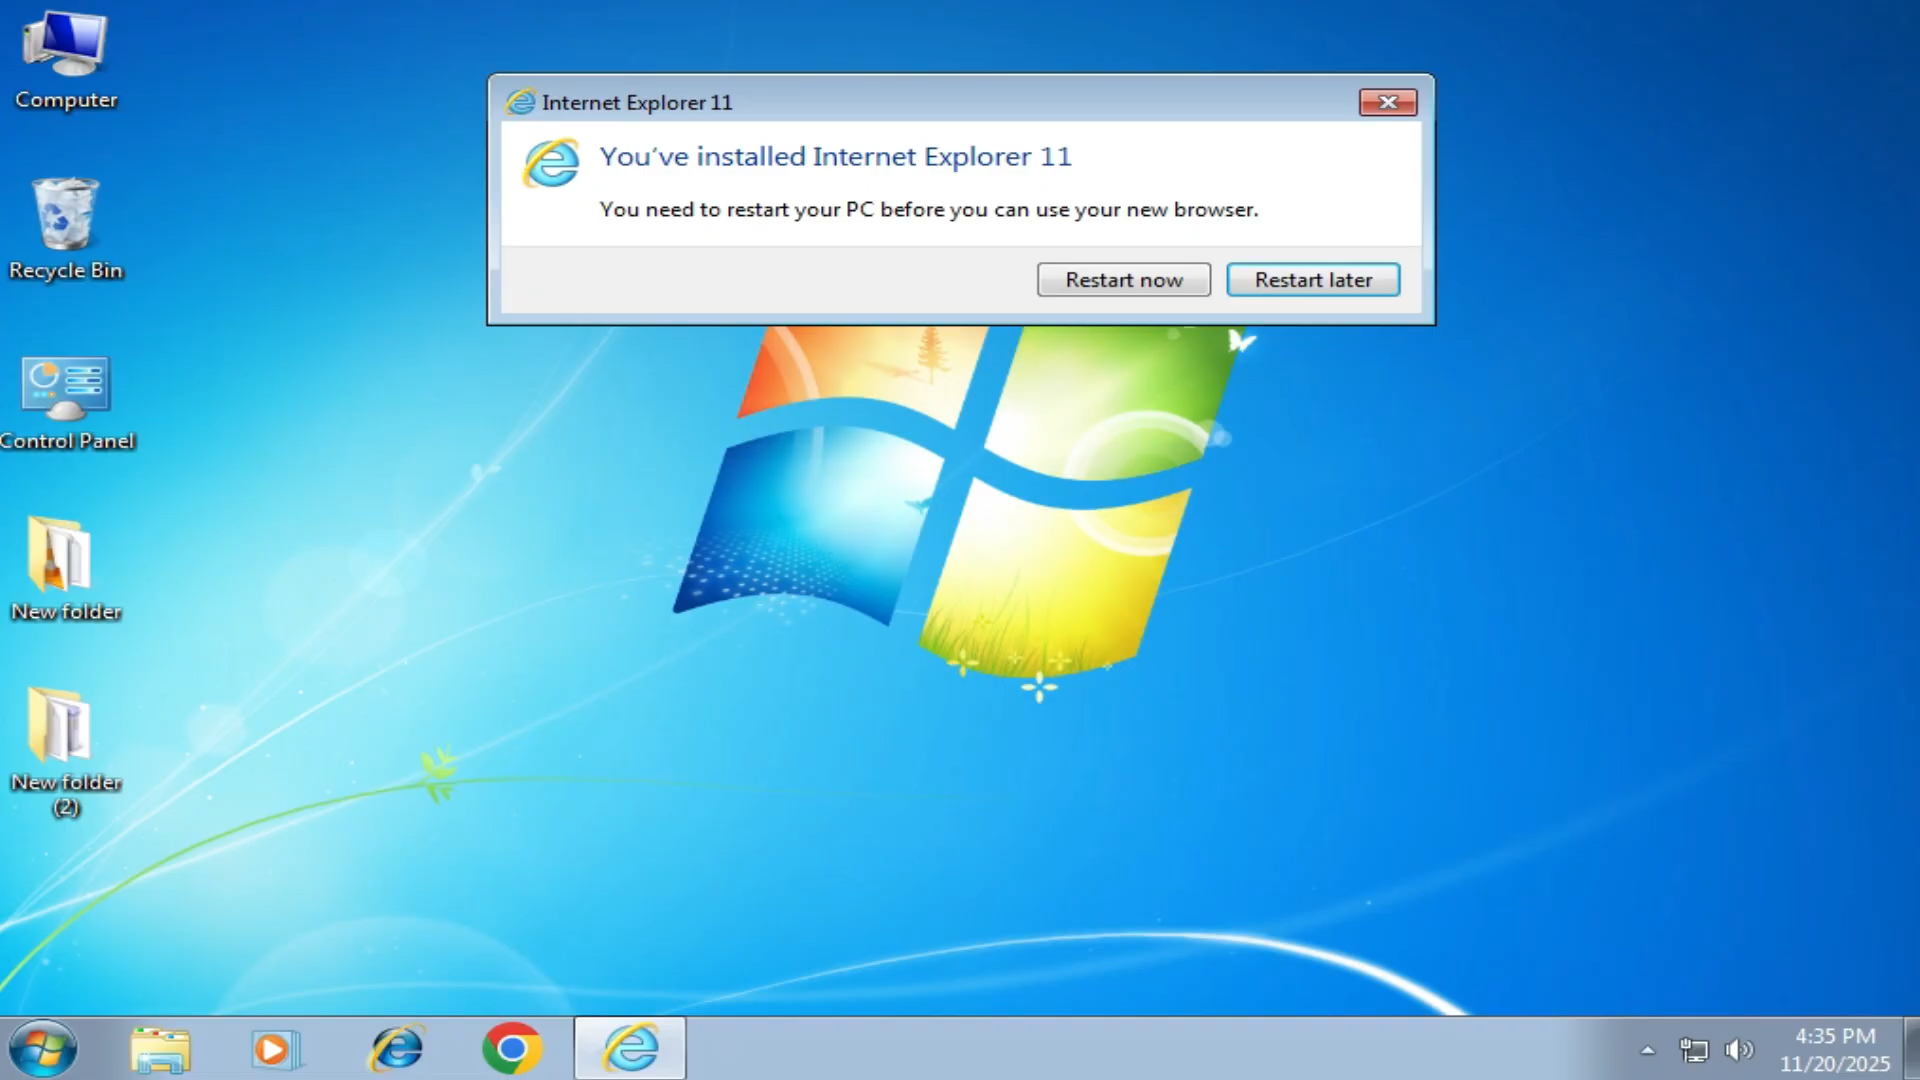 Computer
Recycle Bin
Control Panel
New folder
New folder
(2)
Internet Explorer 11
You've installed Internet Explorer 11
You need to restart your PC before you can use your new browser.
Restart now
Restart later
4:35 PM
11/20/2025